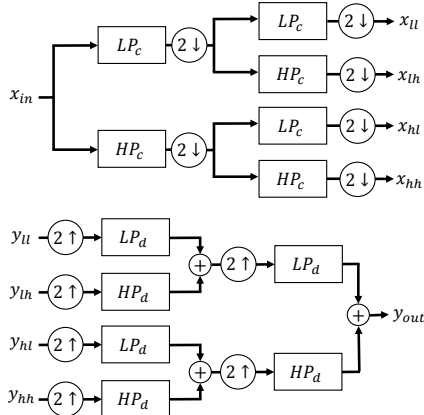 LP_c 2↓ LP_c 2↓ x_ll
x_in HP_c 2↓ x_lh
HP_c 2↓ LP_c 2↓ x_hl
HP_c 2↓ x_hh
y_ll 2↑ LP_d + 2↑ LP_d
y_lh 2↑ HP_d
+ y_out
y_hl 2↑ LP_d + 2↑ HP_d
y_hh 2↑ HP_d